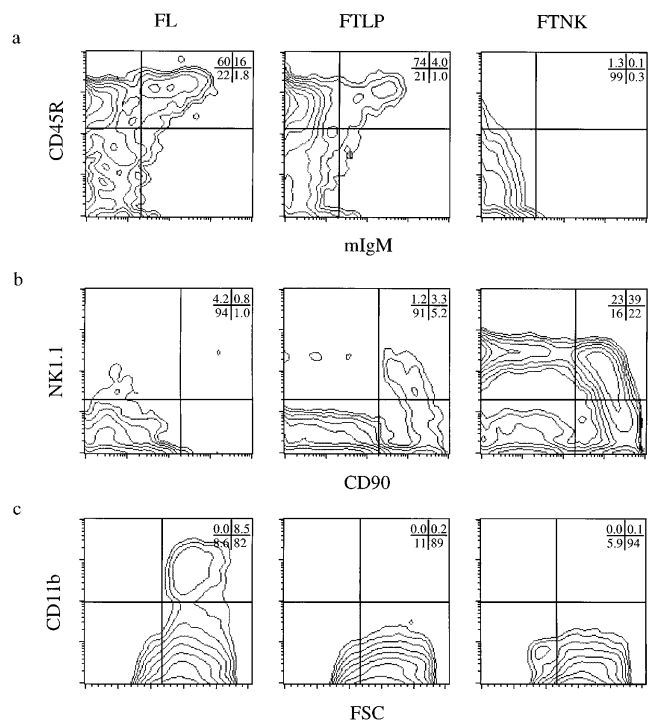 FL FTLP FTNK
a
CD45R
60 16
22 1.8
74 4.0
21 1.0
1.3 0.1
99 0.3
mIgM
b
NK1.1
4.2 0.8
94 1.0
1.2 3.3
91 5.2
23 39
16 22
CD90
c
CD11b
0.0 8.5
8.6 82
0.0 0.2
11 89
0.0 0.1
5.9 94
FSC